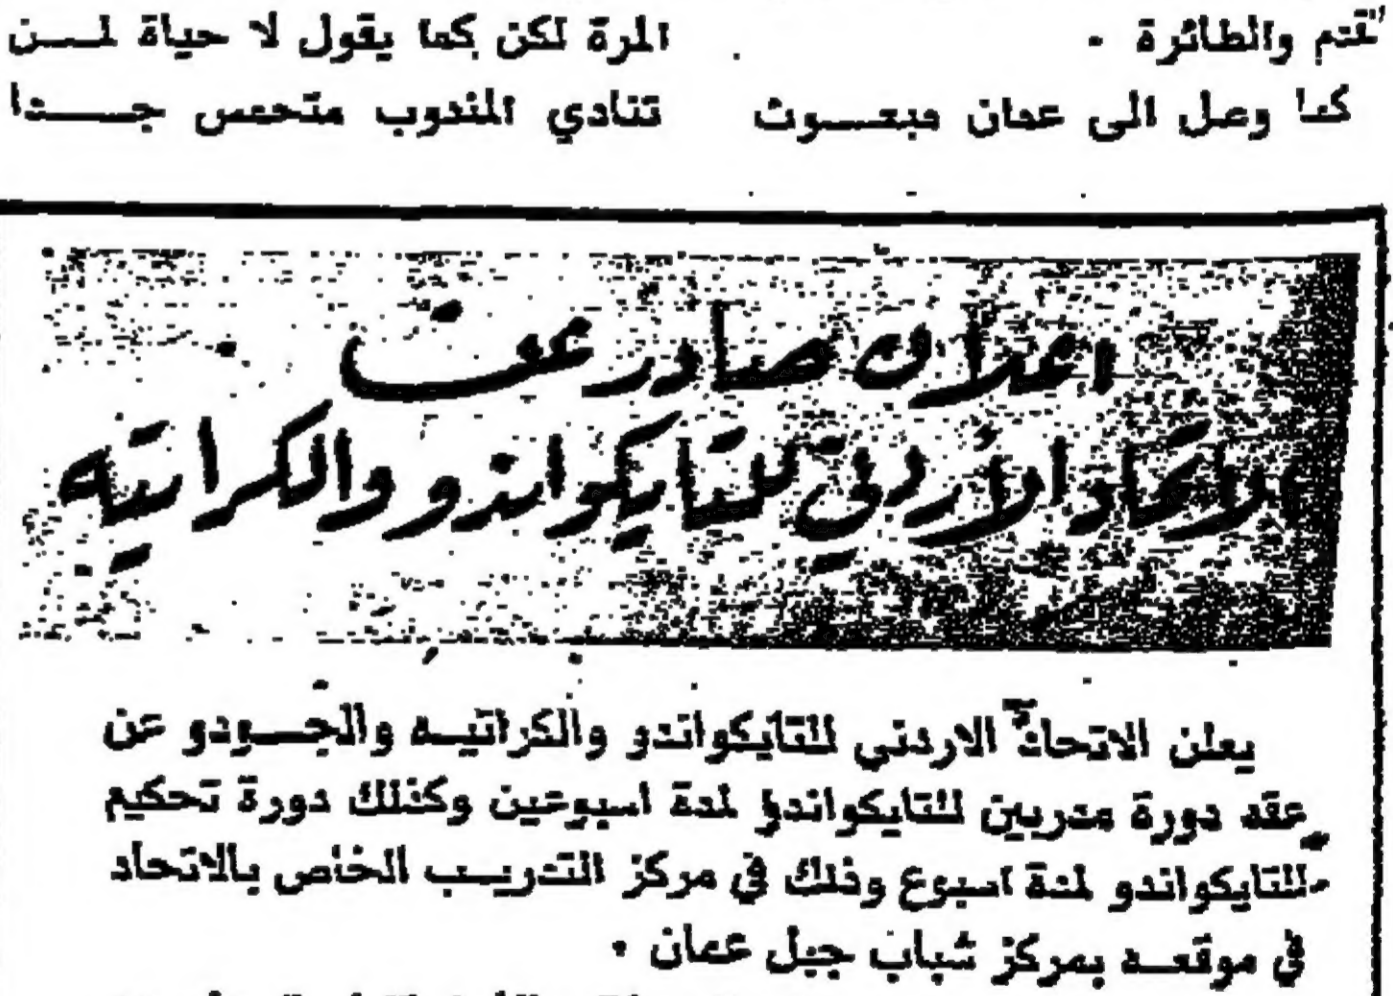 القدم والطائرة .
كما وصل الى عمان مبعوث
المرة لكن كما يقول لا حياة لمن
تنادي المندوب متحمس جدا
اعلان صادر عن
الاتحاد الأردني للتايكواندو والكراتيه
يعلن الاتحاد الاردني للتايكواندو والكراتيه والجودو عن
عقد دورة مدربين للتايكواندو لمدة اسبوعين وكذلك دورة تحكيم
للتايكواندو لمدة اسبوع وذلك في مركز التدريب الخاص بالاتحاد
في موقعه بمركز شباب جبل عمان .